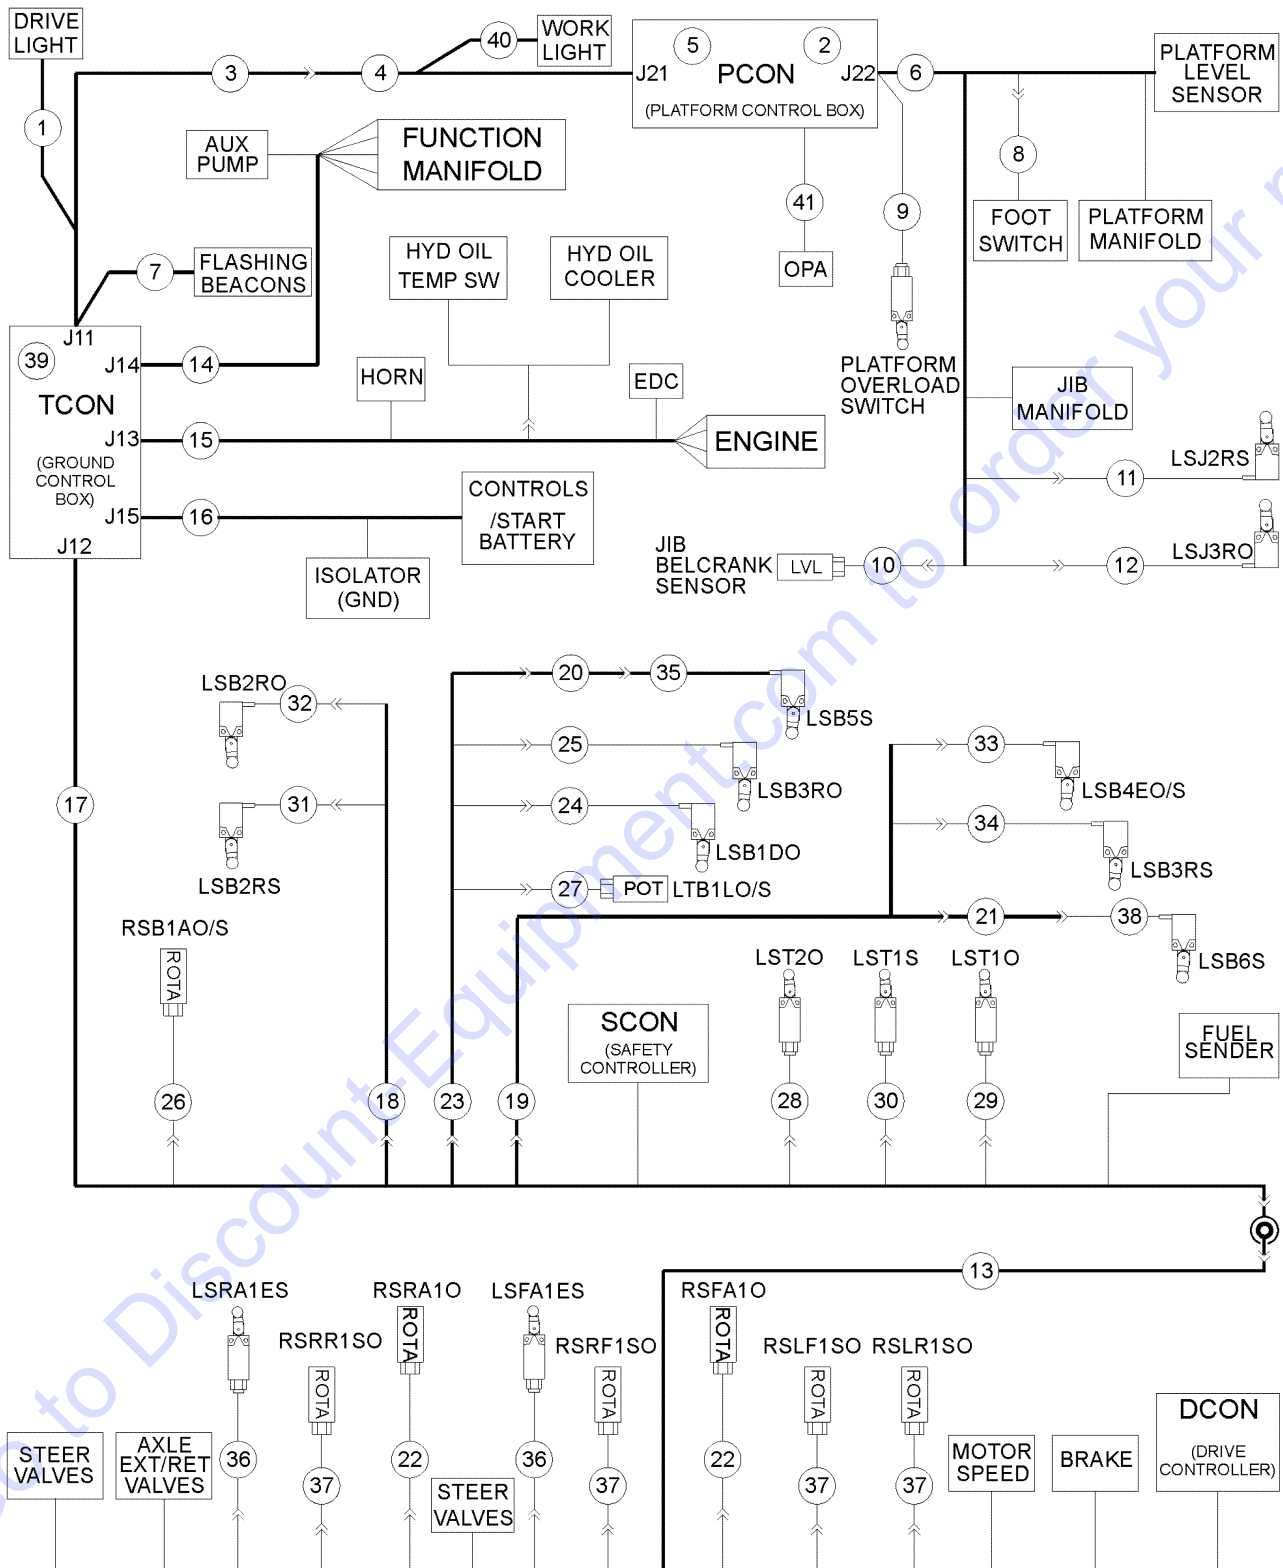 DRIVE
LIGHT
40
WORK
LIGHT
5
2
3
4
J21
PCON
J22
6
(PLATFORM CONTROL BOX)
PLATFORM
LEVEL
SENSOR
1
AUX
PUMP
FUNCTION
MANIFOLD
8
41
9
FOOT
SWITCH
PLATFORM
MANIFOLD
7
FLASHING
BEACONS
HYD OIL
TEMP SW
HYD OIL
COOLER
OPA
J11
39
J14
14
TCON
HORN
EDC
PLATFORM
OVERLOAD
SWITCH
JIB
MANIFOLD
J13
15
ENGINE
(GROUND
CONTROL
BOX)
LSJ2RS
11
J15
16
CONTROLS
/START
BATTERY
J12
ISOLATOR
(GND)
JIB
BELCRANK
SENSOR
LVL
10
12
LSJ3RO
LSB2RO
32
20
35
LSB5S
25
LSB3RO
33
LSB4EO/S
17
31
LSB2RS
24
LSB1DO
34
LSB3RS
27
POT
LTB1LO/S
21
38
LSB6S
RSB1AO/S
ROTA
LST2O
LST1S
LST1O
SCON
(SAFETY
CONTROLLER)
FUEL
SENDER
26
18
23
19
28
30
29
13
LSRA1ES
RSRA1O
LSFA1ES
RSFA1O
RSRR1SO
RSRF1SO
RSLF1SO
RSLR1SO
ROTA
ROTA
ROTA
ROTA
ROTA
ROTA
STEER
VALVES
AXLE
EXT/RET
VALVES
36
37
22
STEER
VALVES
36
37
22
37
37
MOTOR
SPEED
BRAKE
DCON
(DRIVE
CONTROLLER)
to Discount-Equipment.com to order your